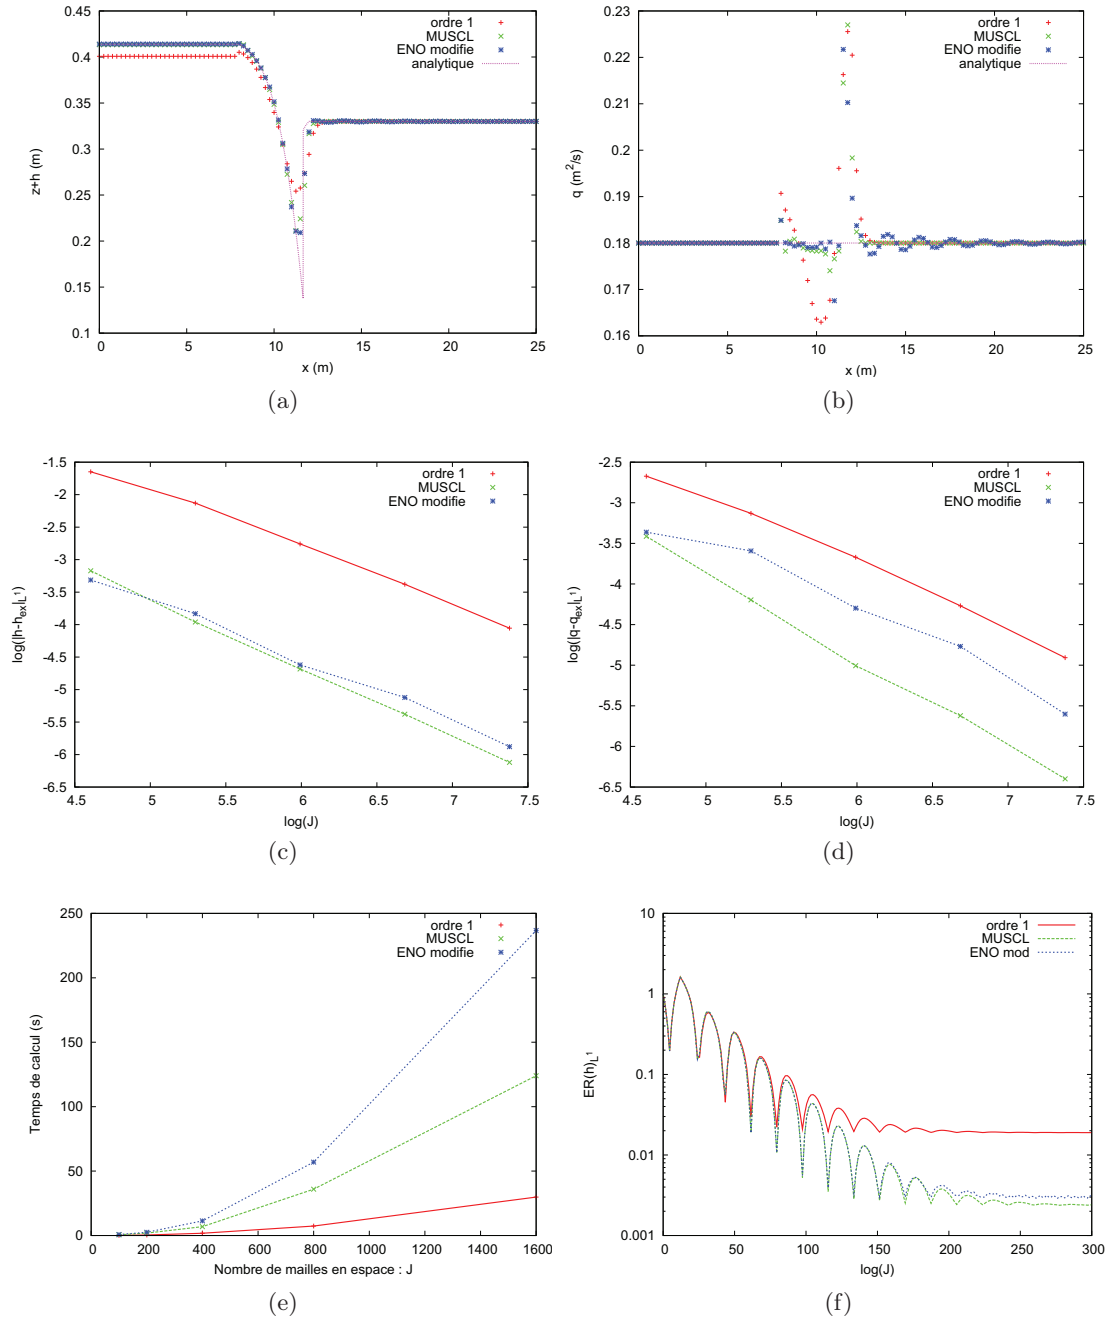 ordre 1
MUSCL
ENO modifie
analytique
z+h (m)
0.4
0.35
0.3
0.25
0.2
0.15
0.1
0 5 10 15 20 25
x (m)
(a)
ordre 1
MUSCL
ENO modifie
analytique
q (m²/s)
0.23
0.22
0.21
0.2
0.19
0.18
0.17
0.16
0 5 10 15 20 25
x (m)
(b)
ordre 1
MUSCL
ENO modifie
log(|h-h_ex|_L¹)
-1.5
-2
-2.5
-3
-3.5
-4
-4.5
-5
-5.5
-6
-6.5
4.5 5 5.5 6 6.5 7 7.5
log(J)
(c)
ordre 1
MUSCL
ENO modifie
log(|q-q_ex|_L¹)
-2.5
-3
-3.5
-4
-4.5
-5
-5.5
-6
-6.5
4.5 5 5.5 6 6.5 7 7.5
log(J)
(d)
ordre 1
MUSCL
ENO modifie
Temps de calcul (s)
250
200
150
100
50
0
0 200 400 600 800 1000 1200 1400 1600
Nombre de mailles en espace : J
(e)
ordre 1
MUSCL
ENO mod
ER(h)_L¹
10
1
0.1
0.01
0.001
0 50 100 150 200 250 300
log(J)
(f)